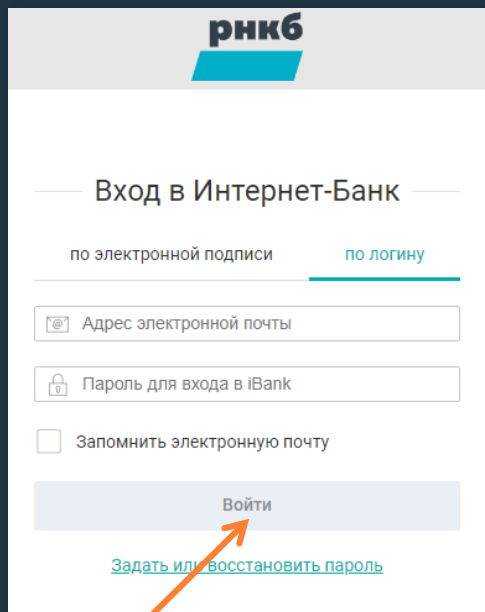 рнкб
Вход в Интернет-Банк
по электронной подписи по логину
Адрес электронной почты
Пароль для входа в iBank
Запомнить электронную почту
Войти
Задать или восстановить пароль